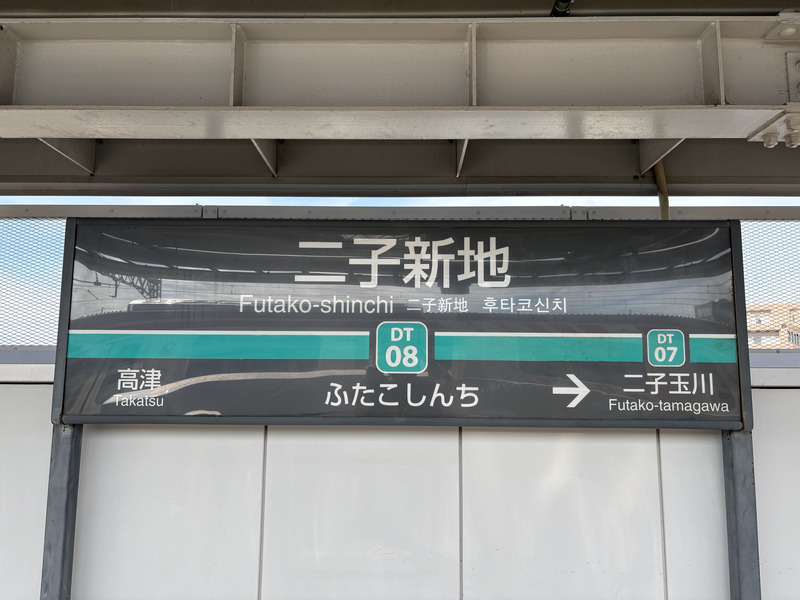 二子新地
Futako-shinchi 二子新地 후타코신치
DT
08
DT
07
高津
Takatsu
ふたこしんち
→ 二子玉川
Futako-tamagawa